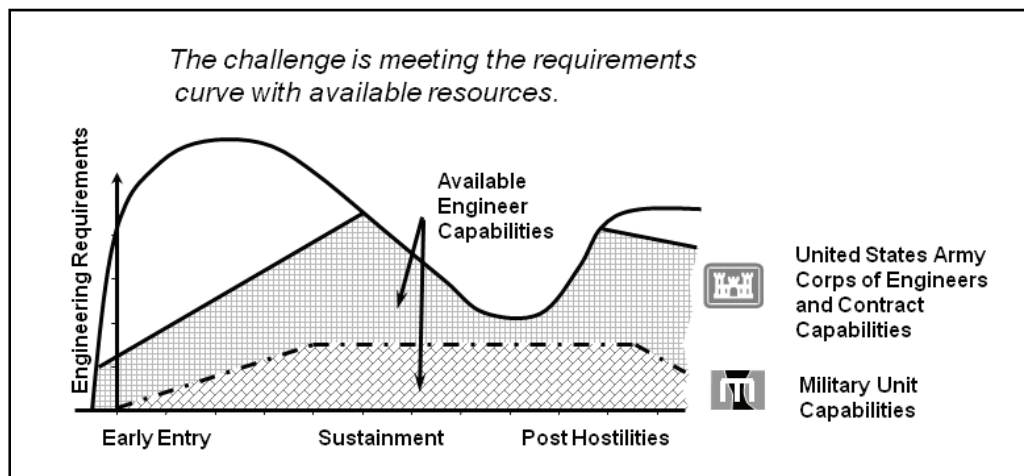 The challenge is meeting the requirements
curve with available resources.
Engineering Requirements
Available
Engineer
Capabilities
United States Army
Corps of Engineers
and Contract
Capabilities
Military Unit
Capabilities
Early Entry
Sustainment
Post Hostilities